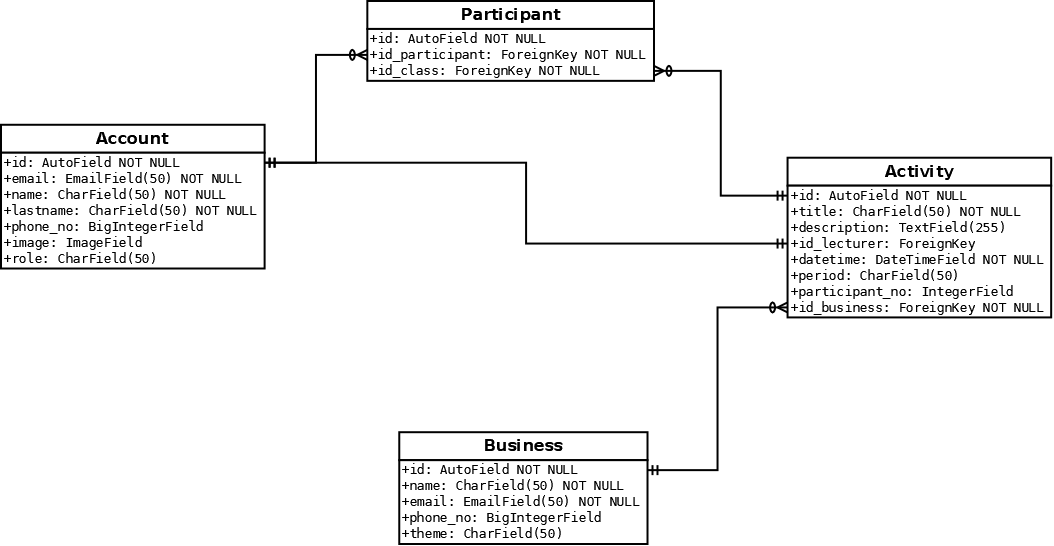 Participant
+id: AutoField NOT NULL
+id_participant: ForeignKey NOT NULL
+id_class: ForeignKey NOT NULL
Account
+id: AutoField NOT NULL
+email: EmailField(50) NOT NULL
+name: CharField(50) NOT NULL
+lastname: CharField(50) NOT NULL
+phone_no: BigIntegerField
+image: ImageField
+role: CharField(50)
Activity
+id: AutoField NOT NULL
+title: CharField(50) NOT NULL
+description: TextField(255)
+id_lecturer: ForeignKey
+datetime: DateTimeField NOT NULL
+period: CharField(50)
+participant_no: IntegerField
+id_business: ForeignKey NOT NULL
Business
+id: AutoField NOT NULL
+name: CharField(50) NOT NULL
+email: EmailField(50) NOT NULL
+phone_no: BigIntegerField
+theme: CharField(50)